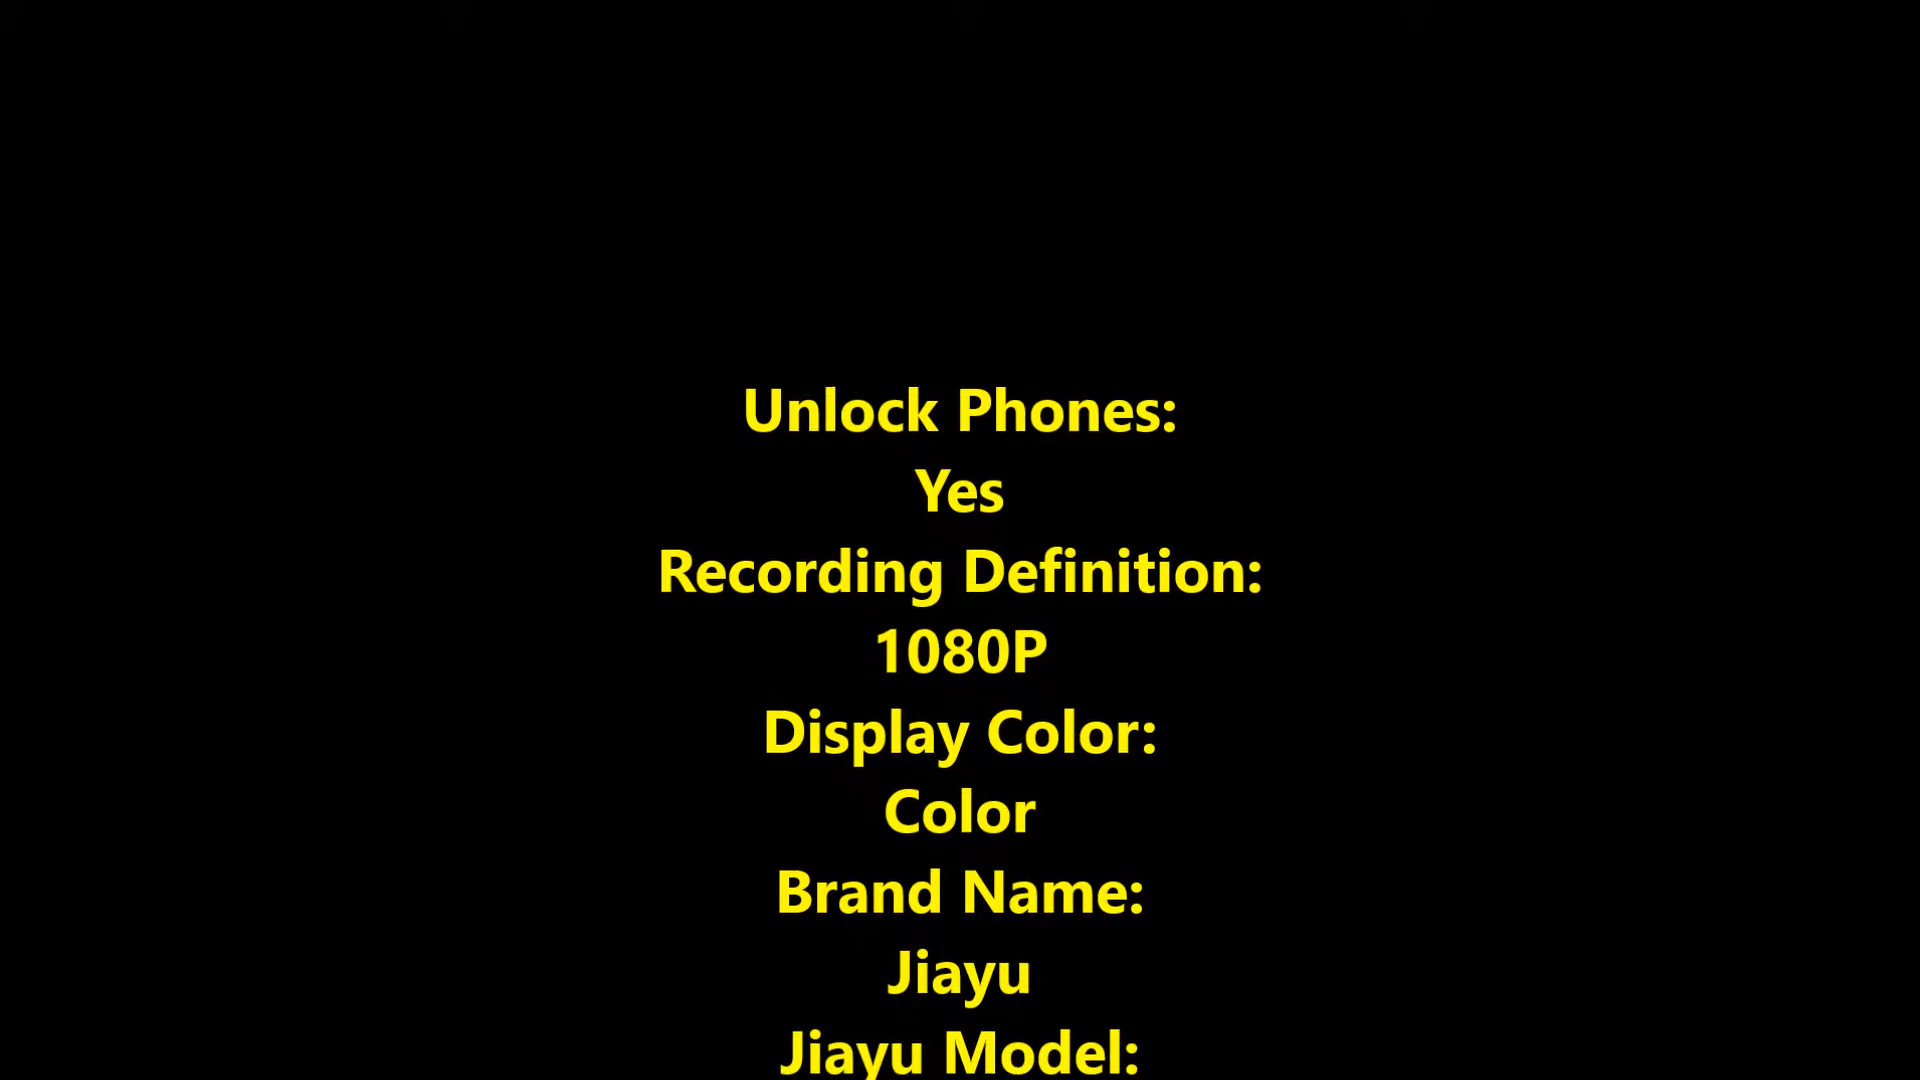 Unlock Phones:
Yes
Recording Definition:
1080P
Display Color:
Color
Brand Name:
Jiayu
Jiayu Model: